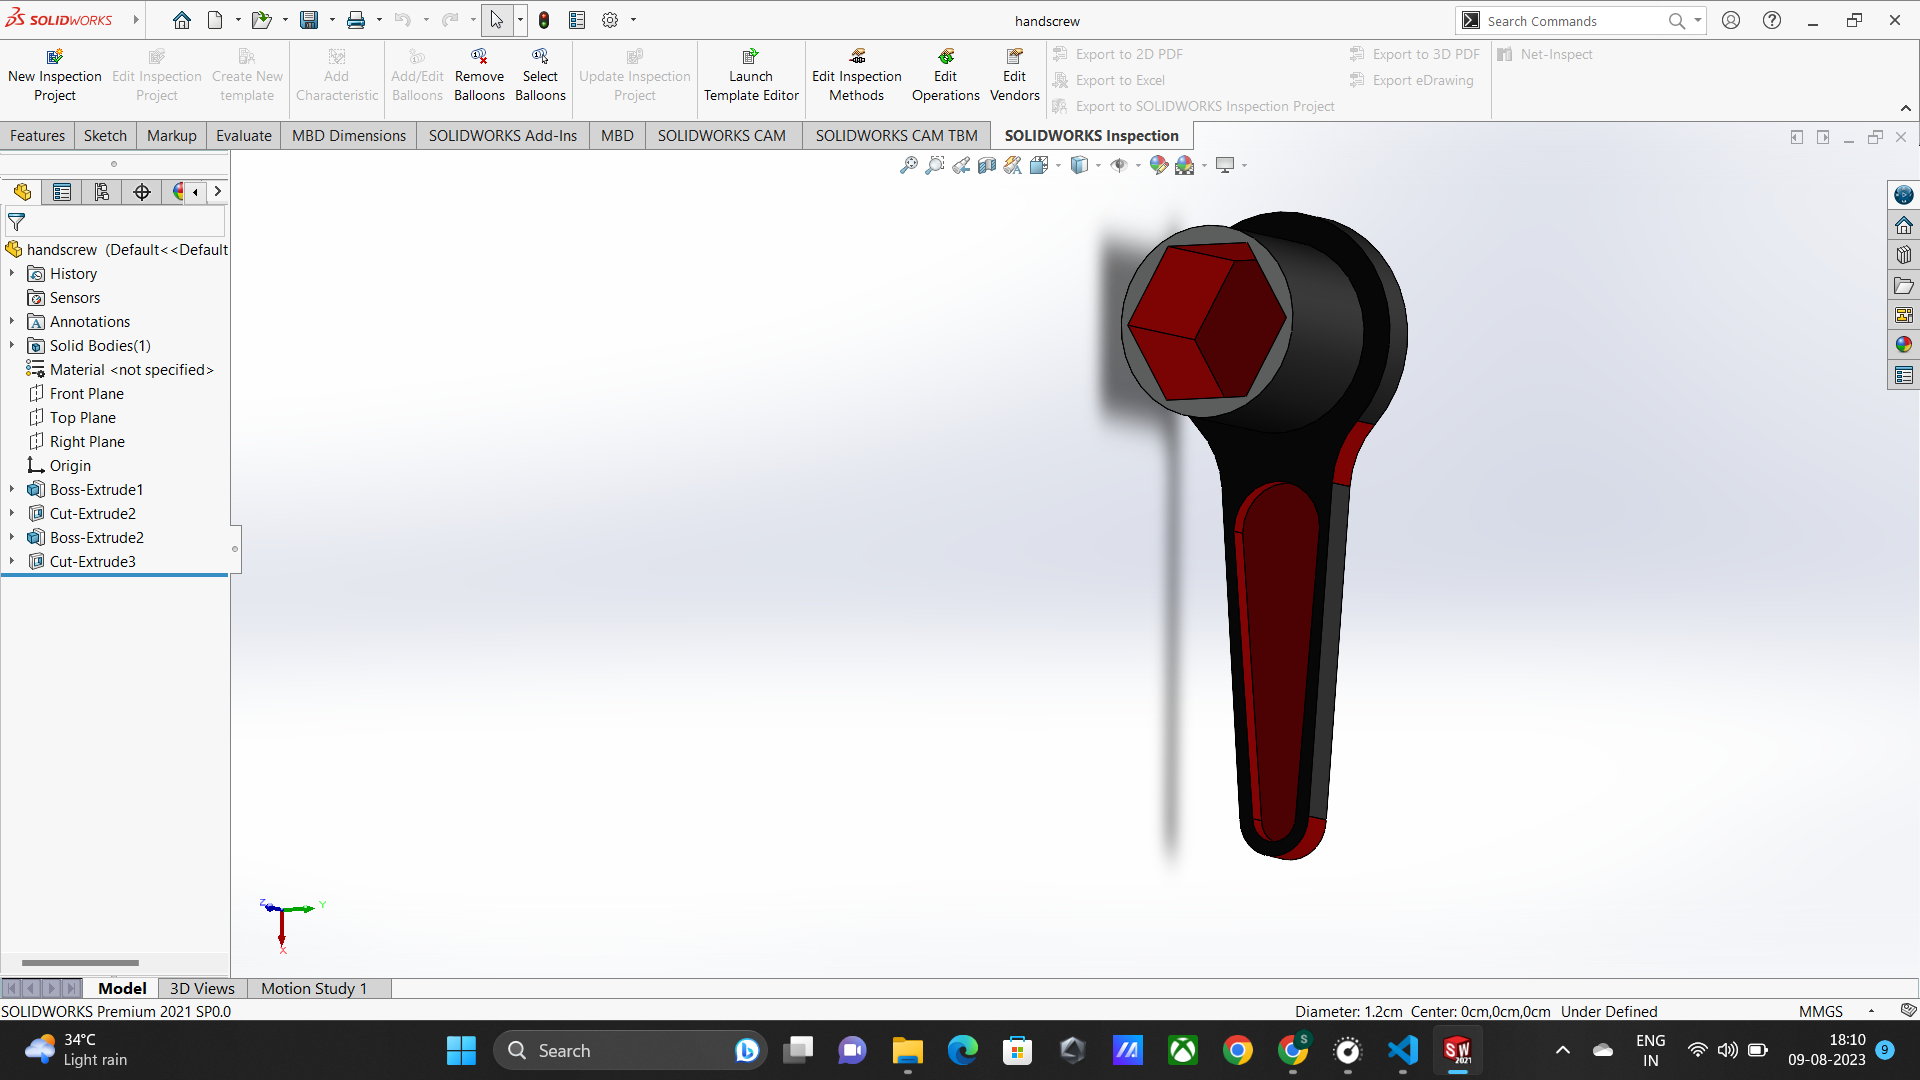 SOLIDWORKS
handscrew
Search Commands
New Inspection Project
Edit Inspection Project
Create New template
Add Characteristic
Add/Edit Balloons
Remove Balloons
Select Balloons
Update Inspection Project
Launch Template Editor
Edit Inspection Methods
Edit Operations
Edit Vendors
Export to 2D PDF
Export to Excel
Export to SOLIDWORKS Inspection Project
Export to 3D PDF
Export eDrawing
Net-Inspect
Features
Sketch
Markup
Evaluate
MBD Dimensions
SOLIDWORKS Add-Ins
MBD
SOLIDWORKS CAM
SOLIDWORKS CAM TBM
SOLIDWORKS Inspection
handscrew (Default<<Default
History
Sensors
Annotations
Solid Bodies(1)
Material <not specified>
Front Plane
Top Plane
Right Plane
Origin
Boss-Extrude1
Cut-Extrude2
Boss-Extrude2
Cut-Extrude3
Z
Y
X
Model
3D Views
Motion Study 1
SOLIDWORKS Premium 2021 SP0.0
Diameter: 1.2cm Center: 0cm,0cm,0cm Under Defined
MMGS
34°C
Light rain
Search
S
SW
2021
ENG
IN
18:10
09-08-2023
9